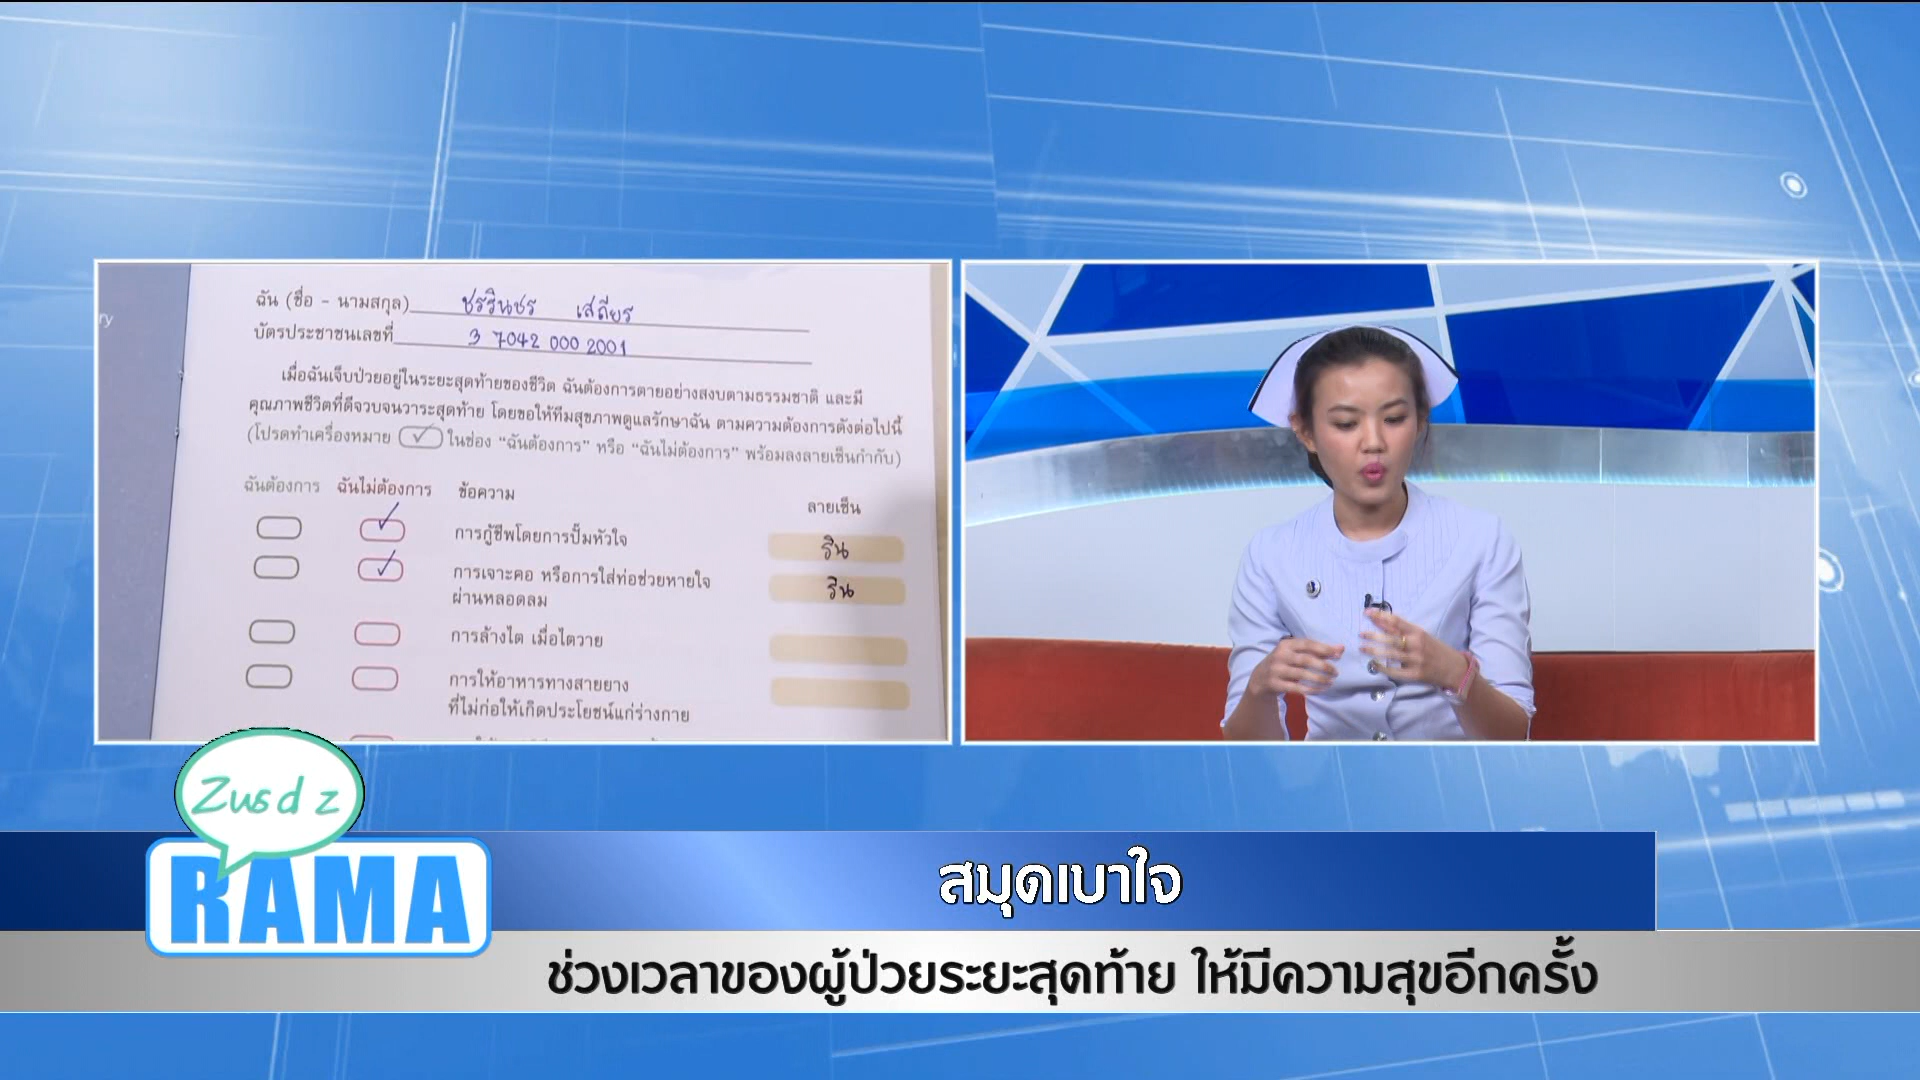 ry
ฉัน (ชื่อ - นามสกุล) ชรรินชร เสถียร
บัตรประชาชนเลขที่ 3 7042 000 2001
เมื่อฉันเจ็บป่วยอยู่ในระยะสุดท้ายของชีวิต ฉันต้องการตายอย่างสงบตามธรรมชาติ และมี
คุณภาพชีวิตที่ดีจวบจนวาระสุดท้าย โดยขอให้ทีมสุขภาพดูแลรักษาฉัน ตามความต้องการดังต่อไปนี้
(โปรดทำเครื่องหมาย ✓ ในช่อง “ฉันต้องการ” หรือ “ฉันไม่ต้องการ” พร้อมลงลายเซ็นกำกับ)
ฉันต้องการ ฉันไม่ต้องการ ข้อความ ลายเซ็น
✓ การกู้ชีพโดยการปั๊มหัวใจ ริน
✓ การเจาะคอ หรือการใส่ท่อช่วยหายใจ ริน
ผ่านหลอดลม
การล้างไต เมื่อไตวาย
การให้อาหารทางสายยาง
ที่ไม่ก่อให้เกิดประโยชน์แก่ร่างกาย
RAMA
สมุดเบาใจ
ช่วงเวลาของผู้ป่วยระยะสุดท้าย ให้มีความสุขอีกครั้ง